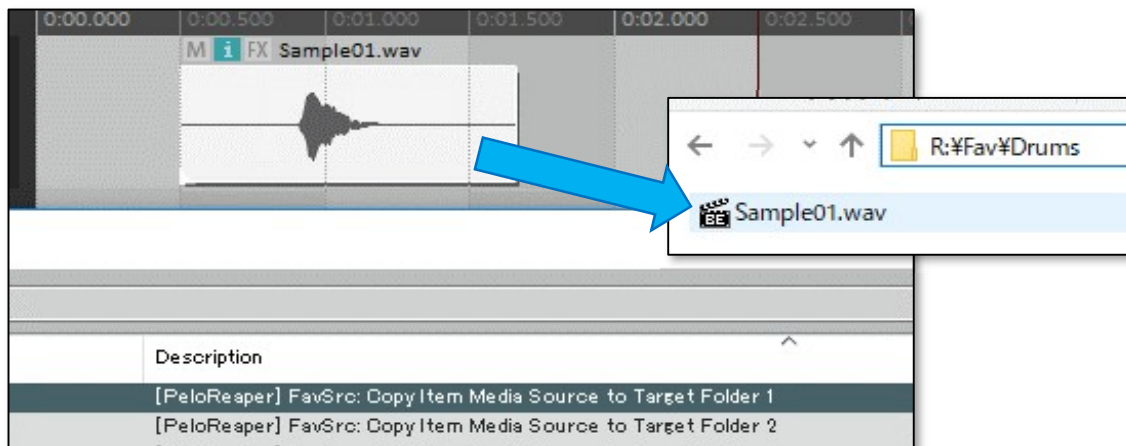 0:00.000 0:00.500 0:01.000 0:01.500 0:02.000 0:02.500
M i FX Sample01.wav
R:¥Fav¥Drums
BE Sample01.wav
Description
[PeloReaper] FavSrc: Copy Item Media Source to Target Folder 1
[PeloReaper] FavSrc: Copy Item Media Source to Target Folder 2